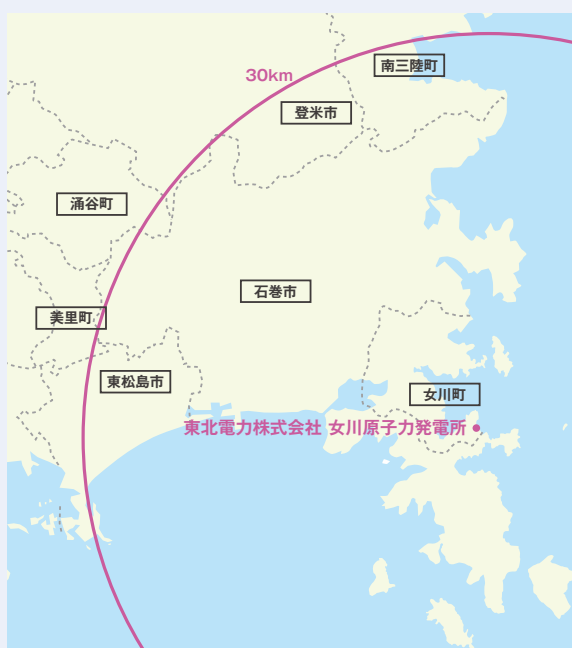 南三陸町
30km
登米市
涌谷町
石巻市
美里町
東松島市
女川町
東北電力株式会社 女川原子力発電所